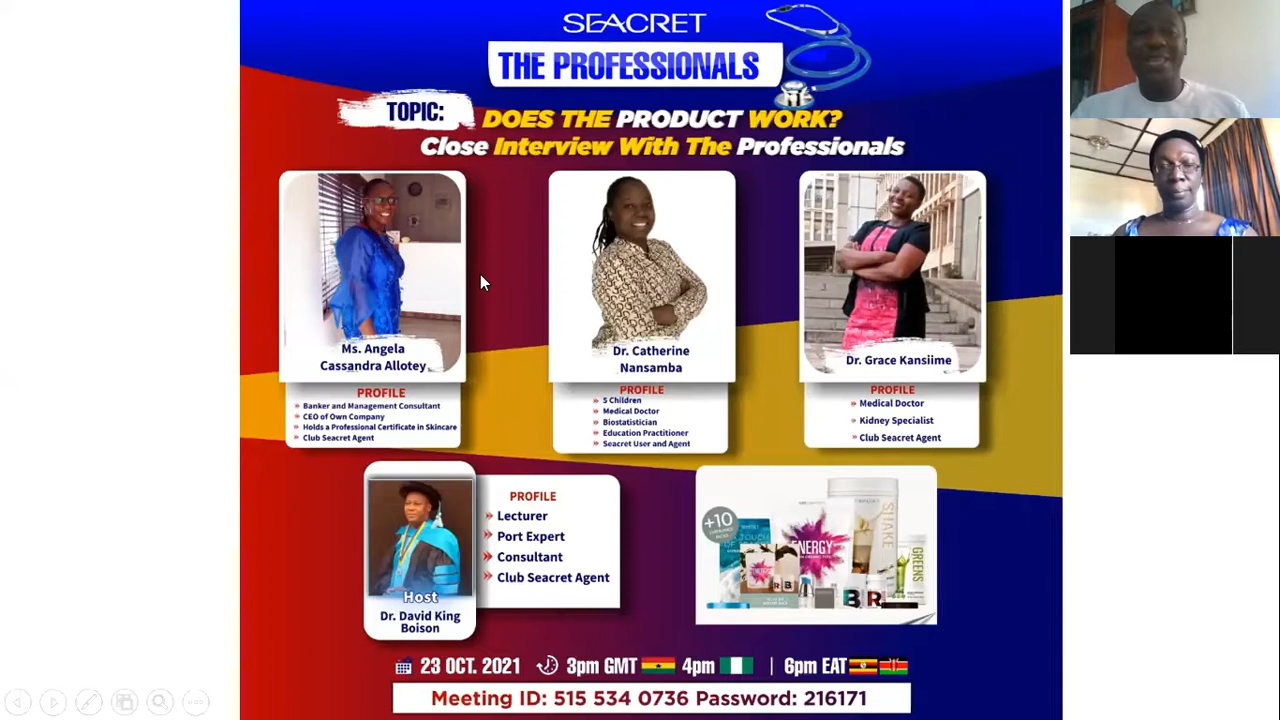 SEACRET
THE PROFESSIONALS
TOPIC:
DOES THE PRODUCT WORK?
Close Interview With The Professionals
Ms. Angela
Cassandra Allotey
PROFILE
Banker and Management Consultant
CEO of Own Company
Holds a Professional Certificate in Skincare
Club Seacret Agent
Dr. Catherine
Nansamba
PROFILE
5 Children
Medical Doctor
Biostatistician
Education Practitioner
Seacret User and Agent
Dr. Grace Kansiime
PROFILE
Medical Doctor
Kidney Specialist
Club Seacret Agent
Host
Dr. David King
Boison
PROFILE
Lecturer
Port Expert
Consultant
Club Seacret Agent
+10
ENERGY
SHAKE
GREENS
B R
23 OCT. 2021 3pm GMT 4pm | 6pm EAT
Meeting ID: 515 534 0736 Password: 216171